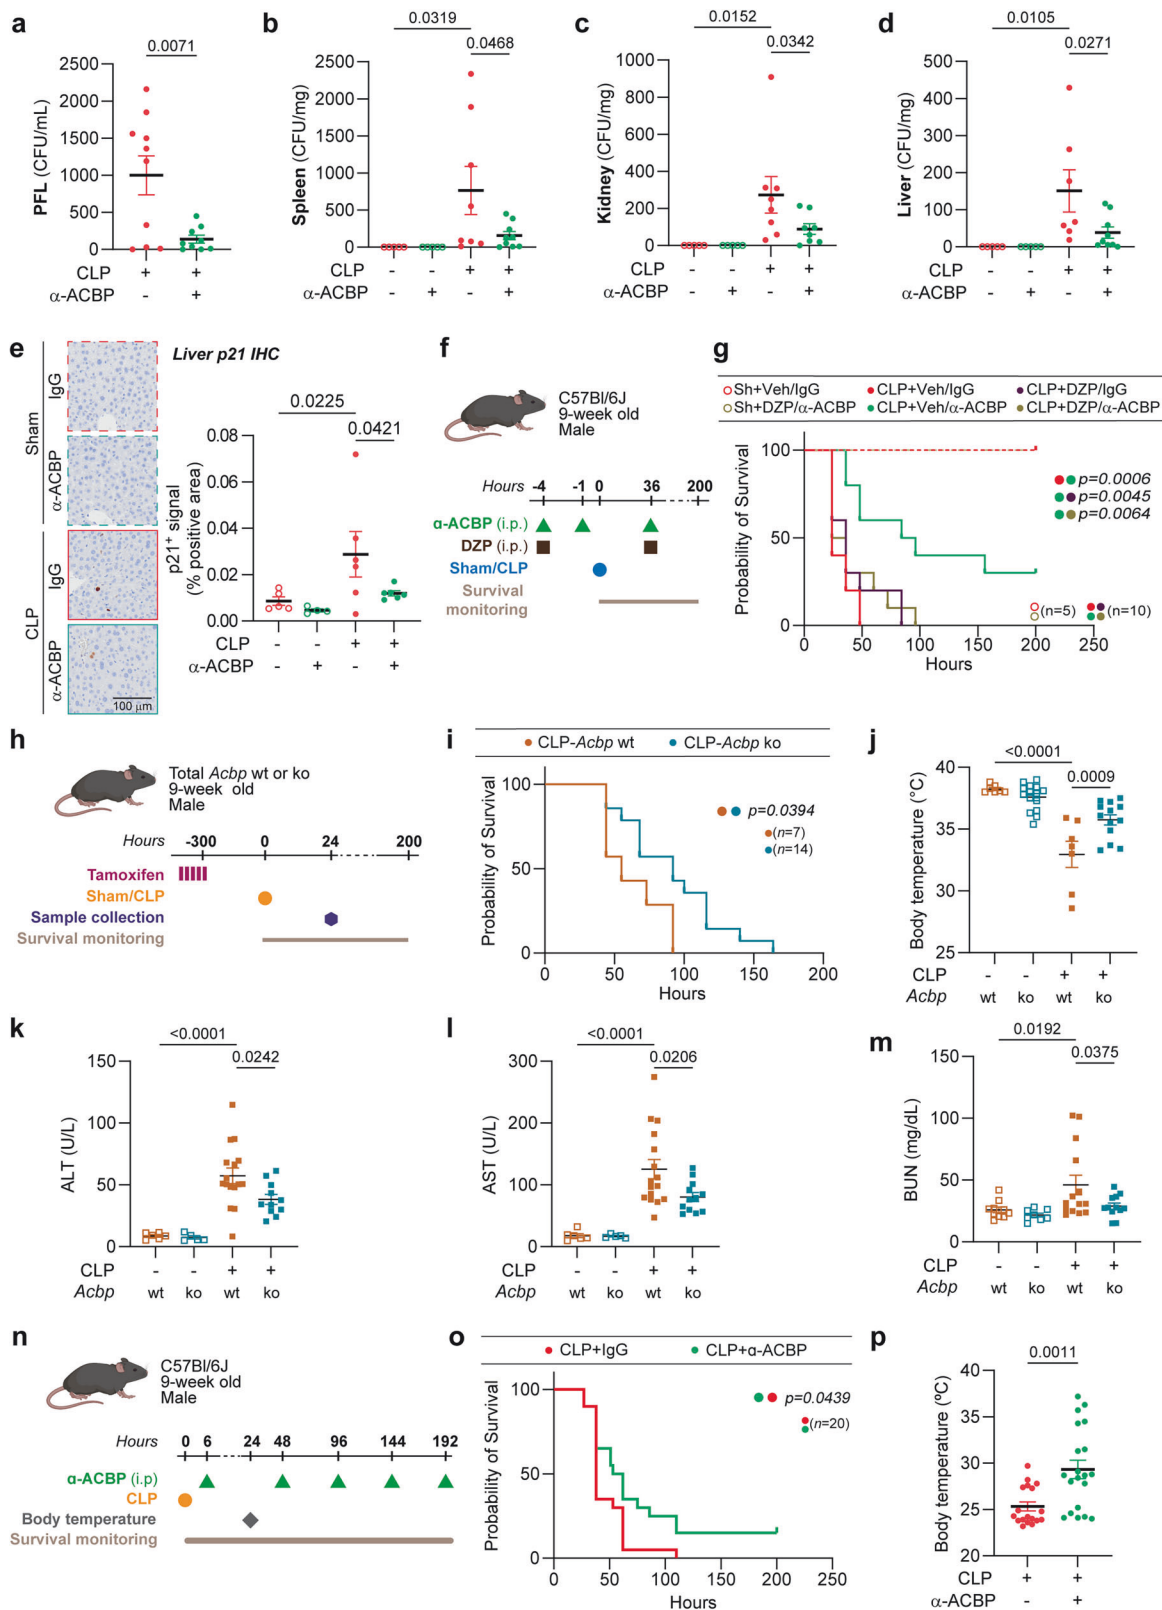 a
0.0071
PFL (CFU/mL)
2500
2000
1500
1000
500
0
CLP + +
α-ACBP - +
b
0.0319
0.0468
Spleen (CFU/mg)
2500
2000
1500
1000
500
0
CLP - - + +
α-ACBP - + - +
c
0.0152
0.0342
Kidney (CFU/mg)
1000
800
600
400
200
0
CLP - - + +
α-ACBP - + - +
d
0.0105
0.0271
Liver (CFU/mg)
500
400
300
200
100
0
CLP - - + +
α-ACBP - + - +
e
Liver p21 IHC
Sham
IgG
α-ACBP
CLP
IgG
α-ACBP
100 µm
0.0225
0.0421
p21+ signal
(% positive area)
0.08
0.06
0.04
0.02
0.00
CLP - - + +
α-ACBP - + - +
f
C57Bl/6J
9-week old
Male
Hours -4 -1 0 36 200
α-ACBP (i.p.)
DZP (i.p.)
Sham/CLP
Survival
monitoring
g
Sh+Veh/IgG CLP+Veh/IgG CLP+DZP/IgG
Sh+DZP/α-ACBP CLP+Veh/α-ACBP CLP+DZP/α-ACBP
Probability of Survival
100
50
0
p=0.0006
p=0.0045
p=0.0064
(n=5) (n=10)
0 50 100 150 200 250
Hours
h
Total Acbp wt or ko
9-week old
Male
Hours -300 0 24 200
Tamoxifen
Sham/CLP
Sample collection
Survival monitoring
i
CLP-Acbp wt CLP-Acbp ko
Probability of Survival
100
50
0
p=0.0394
(n=7)
(n=14)
0 50 100 150 200
Hours
j
<0.0001
0.0009
Body temperature (°C)
40
35
30
25
CLP - - + +
Acbp wt ko wt ko
k
<0.0001
0.0242
ALT (U/L)
150
100
50
0
CLP - - + +
Acbp wt ko wt ko
l
<0.0001
0.0206
AST (U/L)
300
200
100
0
CLP - - + +
Acbp wt ko wt ko
m
0.0192
0.0375
BUN (mg/dL)
150
100
50
0
CLP - - + +
Acbp wt ko wt ko
n
C57Bl/6J
9-week old
Male
Hours 0 6 24 48 96 144 192
α-ACBP (i.p)
CLP
Body temperature
Survival monitoring
o
CLP+IgG CLP+α-ACBP
Probability of Survival
100
50
0
p=0.0439
(n=20)
0 50 100 150 200 250
Hours
p
0.0011
Body temperature (ºC)
40
35
30
25
20
CLP + +
α-ACBP - +